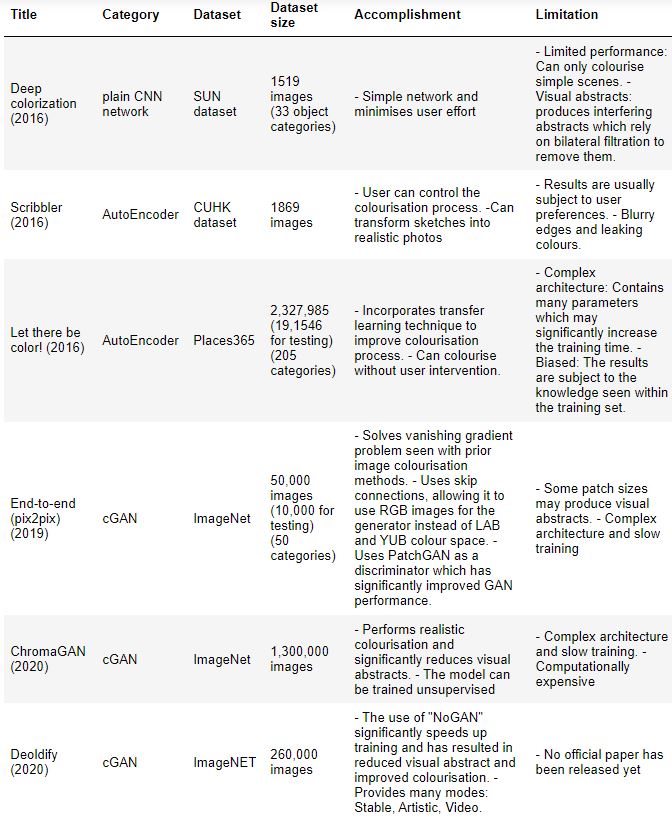 Title Category Dataset Dataset size Accomplishment Limitation
Deep colorization (2016)
plain CNN network
SUN dataset
1519 images (33 object categories)
- Simple network and minimises user effort
- Limited performance: Can only colourise simple scenes. - Visual abstracts: produces interfering abstracts which rely on bilateral filtration to remove them.
Scribbler (2016)
AutoEncoder
CUHK dataset
1869 images
- User can control the colourisation process. -Can transform sketches into realistic photos
- Results are usually subject to user preferences. - Blurry edges and leaking colours.
Let there be color! (2016)
AutoEncoder
Places365
2,327,985 (19,1546 for testing) (205 categories)
- Incorporates transfer learning technique to improve colourisation process. - Can colourise without user intervention.
- Complex architecture: Contains many parameters which may significantly increase the training time. - Biased: The results are subject to the knowledge seen within the training set.
End-to-end (pix2pix) (2019)
cGAN
ImageNet
50,000 images (10,000 for testing) (50 categories)
- Solves vanishing gradient problem seen with prior image colourisation methods. - Uses skip connections, allowing it to use RGB images for the generator instead of LAB and YUB colour space. - Uses PatchGAN as a discriminator which has significantly improved GAN performance.
- Some patch sizes may produce visual abstracts. - Complex architecture and slow training
ChromaGAN (2020)
cGAN
ImageNet
1,300,000 images
- Performs realistic colourisation and significantly reduces visual abstracts. - The model can be trained unsupervised
- Complex architecture and slow training. - Computationally expensive
Deoldify (2020)
cGAN
ImageNET
260,000 images
- The use of "NoGAN" significantly speeds up training and has resulted in reduced visual abstract and improved colourisation. - Provides many modes: Stable, Artistic, Video.
- No official paper has been released yet